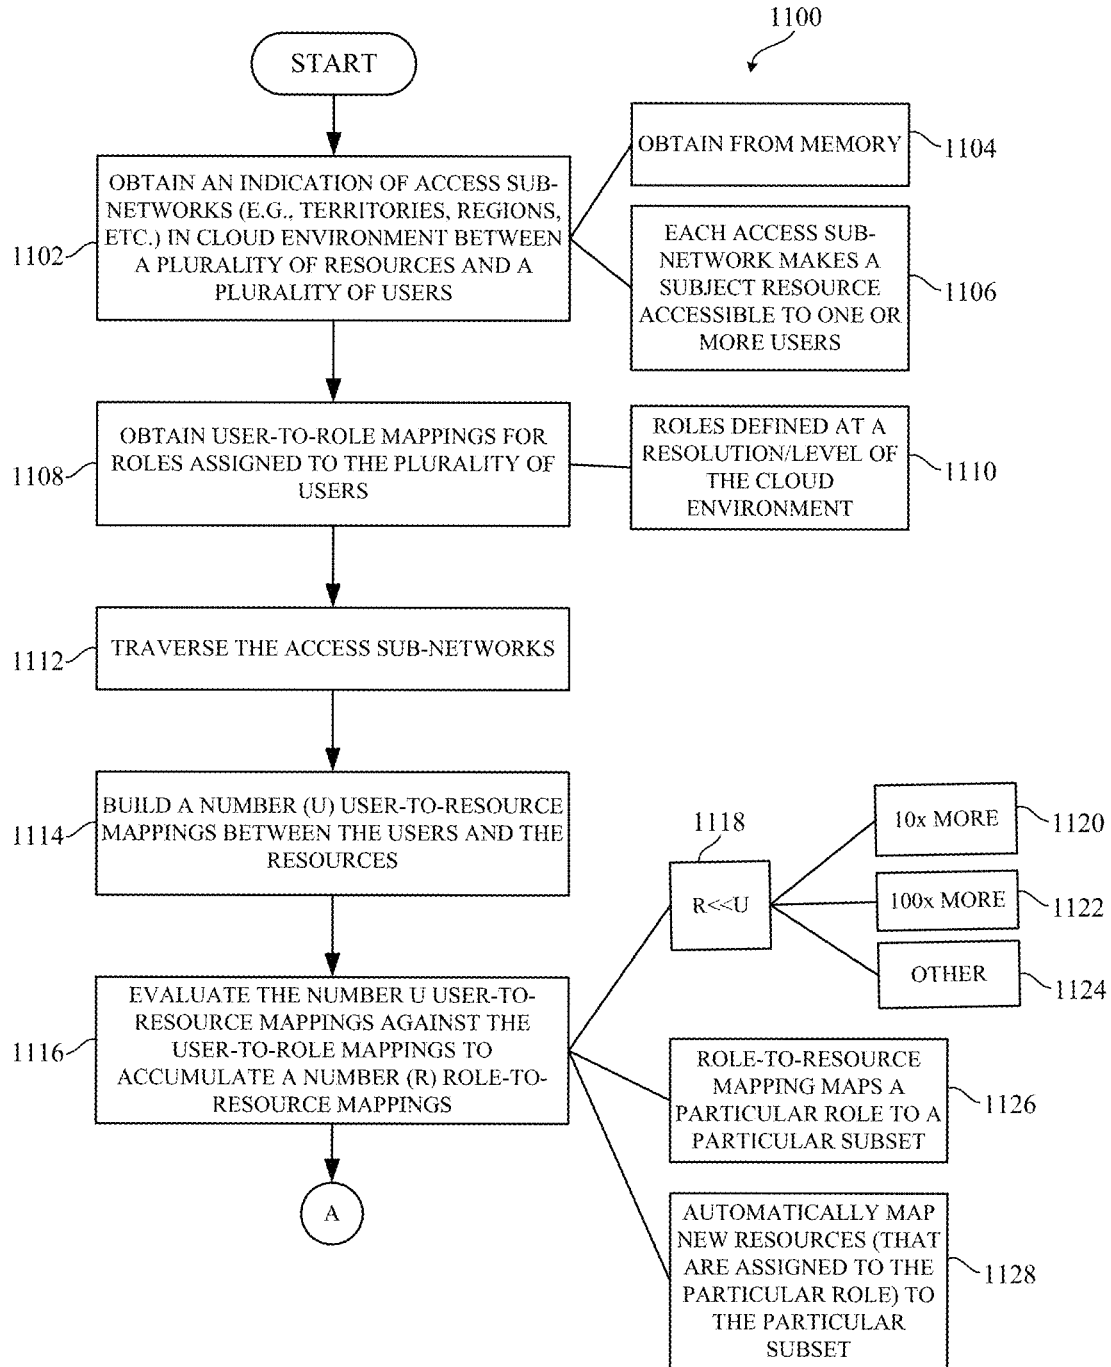 1100
START
OBTAIN FROM MEMORY
1104
OBTAIN AN INDICATION OF ACCESS SUB-
NETWORKS (E.G., TERRITORIES, REGIONS,
ETC.) IN CLOUD ENVIRONMENT BETWEEN
A PLURALITY OF RESOURCES AND A
PLURALITY OF USERS
1102
EACH ACCESS SUB-
NETWORK MAKES A
SUBJECT RESOURCE
ACCESSIBLE TO ONE OR
MORE USERS
1106
OBTAIN USER-TO-ROLE MAPPINGS FOR
ROLES ASSIGNED TO THE PLURALITY OF
USERS
1108
ROLES DEFINED AT A
RESOLUTION/LEVEL OF
THE CLOUD
ENVIRONMENT
1110
TRAVERSE THE ACCESS SUB-NETWORKS
1112
BUILD A NUMBER (U) USER-TO-RESOURCE
MAPPINGS BETWEEN THE USERS AND THE
RESOURCES
1114
1118
R<<U
10x MORE
1120
100x MORE
1122
OTHER
1124
EVALUATE THE NUMBER U USER-TO-
RESOURCE MAPPINGS AGAINST THE
USER-TO-ROLE MAPPINGS TO
ACCUMULATE A NUMBER (R) ROLE-TO-
RESOURCE MAPPINGS
1116
ROLE-TO-RESOURCE
MAPPING MAPS A
PARTICULAR ROLE TO A
PARTICULAR SUBSET
1126
A
AUTOMATICALLY MAP
NEW RESOURCES (THAT
ARE ASSIGNED TO THE
PARTICULAR ROLE) TO
THE PARTICULAR
SUBSET
1128